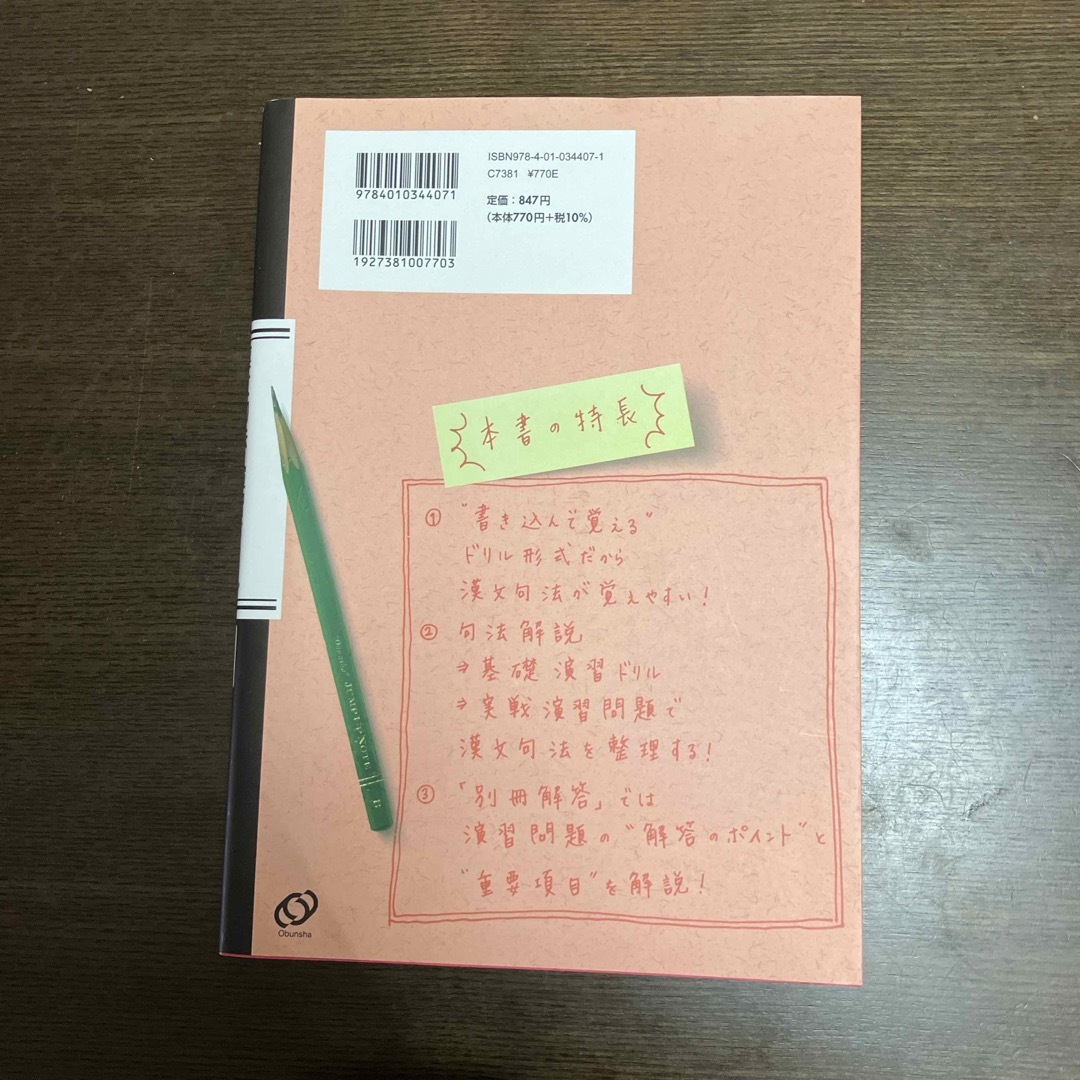 ISBN978-4-01-034407-1
C7381 ¥770E
定価：847円
（本体770円＋税10%）
9784010344071
1927381007703
本書の特長
① "書き込んで覚える"
ドリル形式だから
漢文句法が覚えやすい！
② 句法解説
⇒基礎演習ドリル
⇒実戦演習問題で
漢文句法を整理する！
③ 「別冊解答」では
演習問題の"解答のポイント"と
"重要項目"を解説！
Obunsha